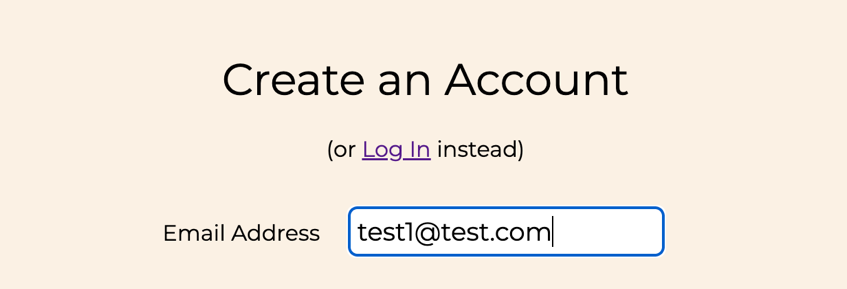 Create an Account
(or Log In instead)
Email Address test1@test.com